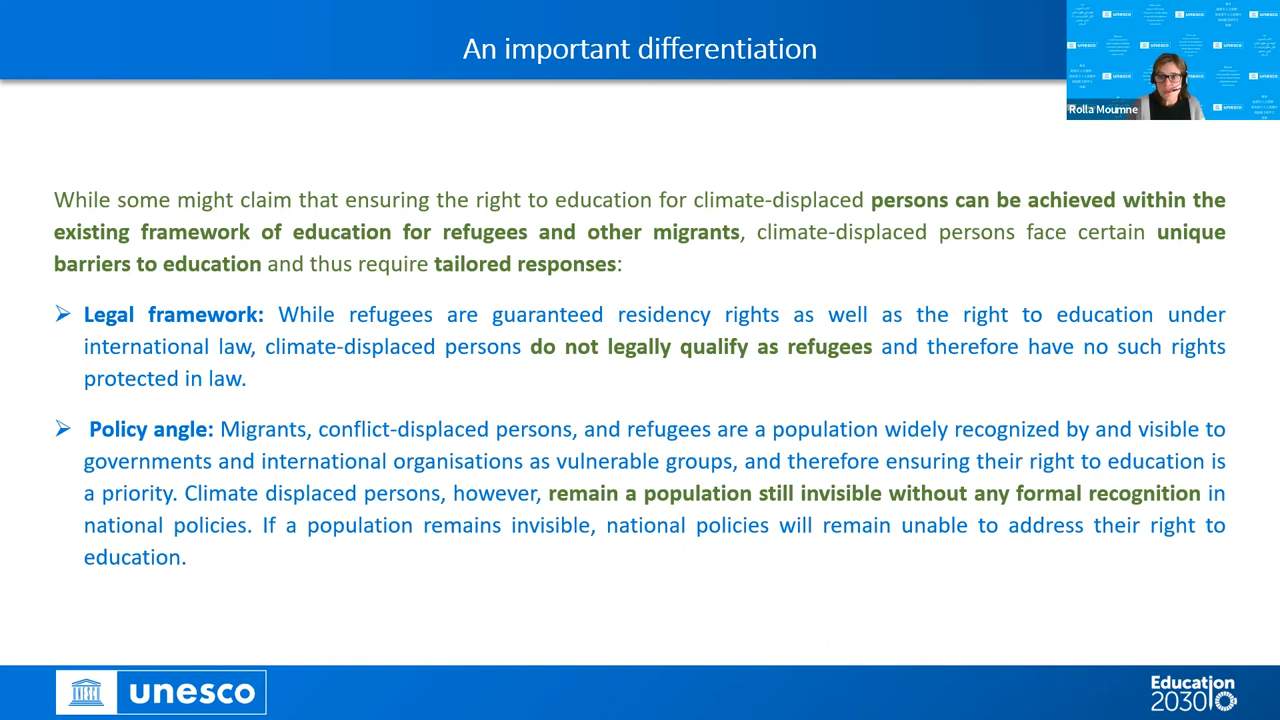 An important differentiation
Rolla Moumne
While some might claim that ensuring the right to education for climate-displaced persons can be achieved within the
existing framework of education for refugees and other migrants, climate-displaced persons face certain unique
barriers to education and thus require tailored responses:
➢ Legal framework: While refugees are guaranteed residency rights as well as the right to education under
international law, climate-displaced persons do not legally qualify as refugees and therefore have no such rights
protected in law.
➢ Policy angle: Migrants, conflict-displaced persons, and refugees are a population widely recognized by and visible to
governments and international organisations as vulnerable groups, and therefore ensuring their right to education is
a priority. Climate displaced persons, however, remain a population still invisible without any formal recognition in
national policies. If a population remains invisible, national policies will remain unable to address their right to
education.
unesco
Education
2030